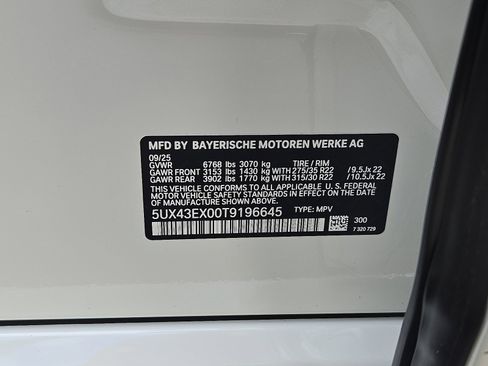 MFD BY BAYERISCHE MOTOREN WERKE AG
09/25
GVWR 6768 lbs 3070 kg TIRE / RIM
GAWR FRONT 3153 lbs 1430 kg WITH 275/35 R22 / 9.5Jx 22
GAWR REAR 3902 lbs 1770 kg WITH 315/30 R22 / 10.5Jx 22
THIS VEHICLE CONFORMS TO ALL APPLICABLE U.S. FEDERAL
MOTOR VEHICLE SAFETY STANDARDS IN EFFECT ON THE
DATE OF MANUFACTURE SHOWN ABOVE.
5UX43EX00T9196645 TYPE: MPV
300
7 320 729